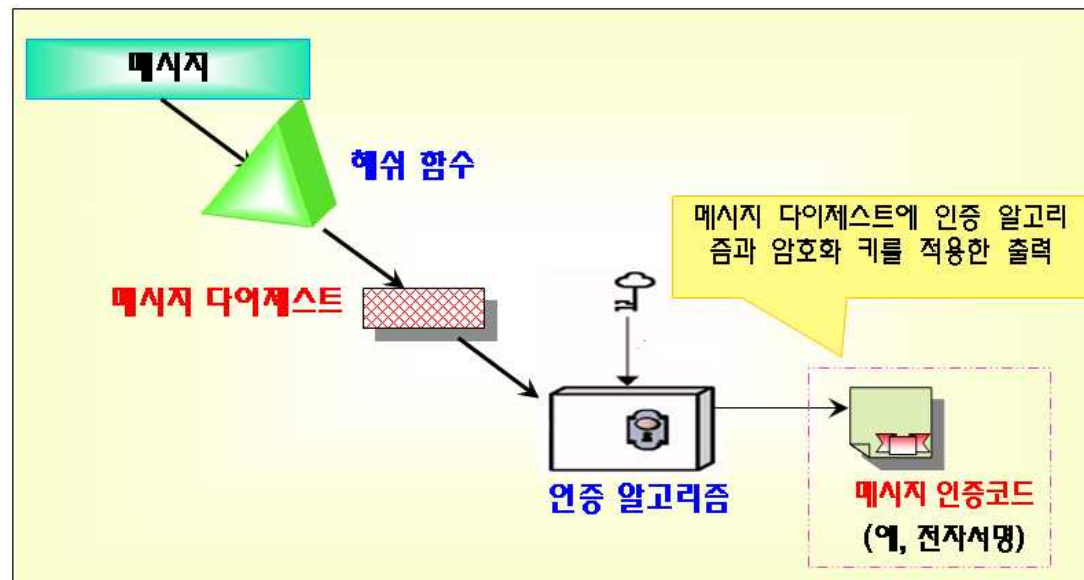 메시지
해쉬 함수
메시지 다이제스트에 인증 알고리
즘과 암호화 키를 적용한 출력
메시지 다이제스트
인증 알고리즘
메시지 인증코드
(예, 전자서명)